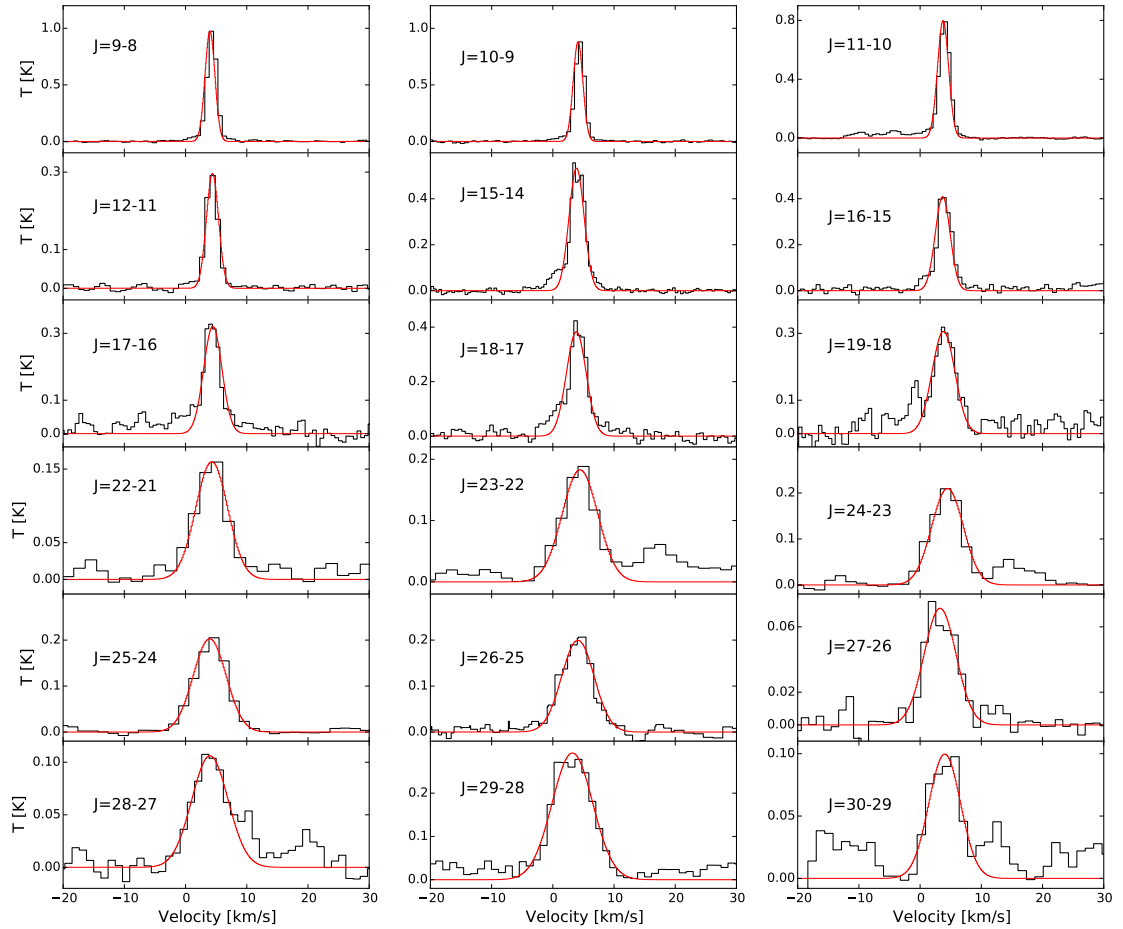 T [K] 1.0 0.5 0.0 J=9-8
1.0 0.5 0.0 J=10-9
0.8 0.4 0.0 J=11-10
T [K] 0.3 0.1 0.0 J=12-11
0.4 0.2 0.0 J=15-14
0.4 0.2 0.0 J=16-15
T [K] 0.3 0.1 0.0 J=17-16
0.4 0.2 0.0 J=18-17
0.3 0.1 0.0 J=19-18
T [K] 0.15 0.05 0.00 J=22-21
0.2 0.1 0.0 J=23-22
0.2 0.1 0.0 J=24-23
T [K] 0.2 0.1 0.0 J=25-24
0.2 0.1 0.0 J=26-25
0.06 0.02 0.00 J=27-26
T [K] 0.10 0.05 0.00 J=28-27
0.2 0.1 0.0 J=29-28
0.10 0.05 0.00 J=30-29
−20 −10 0 10 20 30
−20 −10 0 10 20 30
−20 −10 0 10 20 30
Velocity [km/s]
Velocity [km/s]
Velocity [km/s]